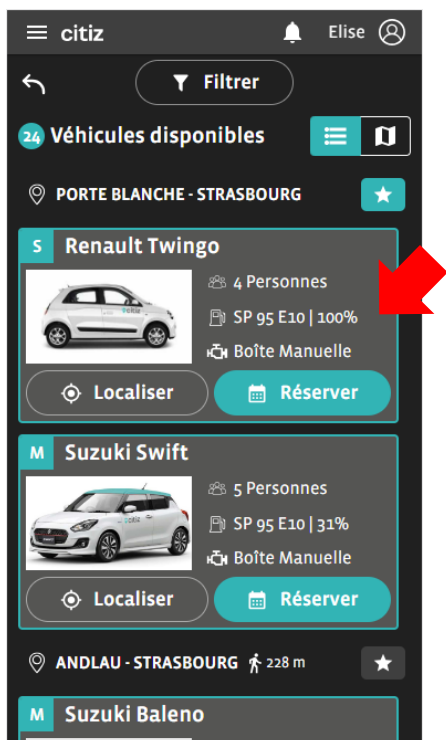 citiz
Elise
Filtrer
24 Véhicules disponibles
PORTE BLANCHE - STRASBOURG
S Renault Twingo
4 Personnes
SP 95 E10 | 100%
Boîte Manuelle
Localiser
Réserver
M Suzuki Swift
5 Personnes
SP 95 E10 | 31%
Boîte Manuelle
Localiser
Réserver
ANDLAU - STRASBOURG 228 m
M Suzuki Baleno